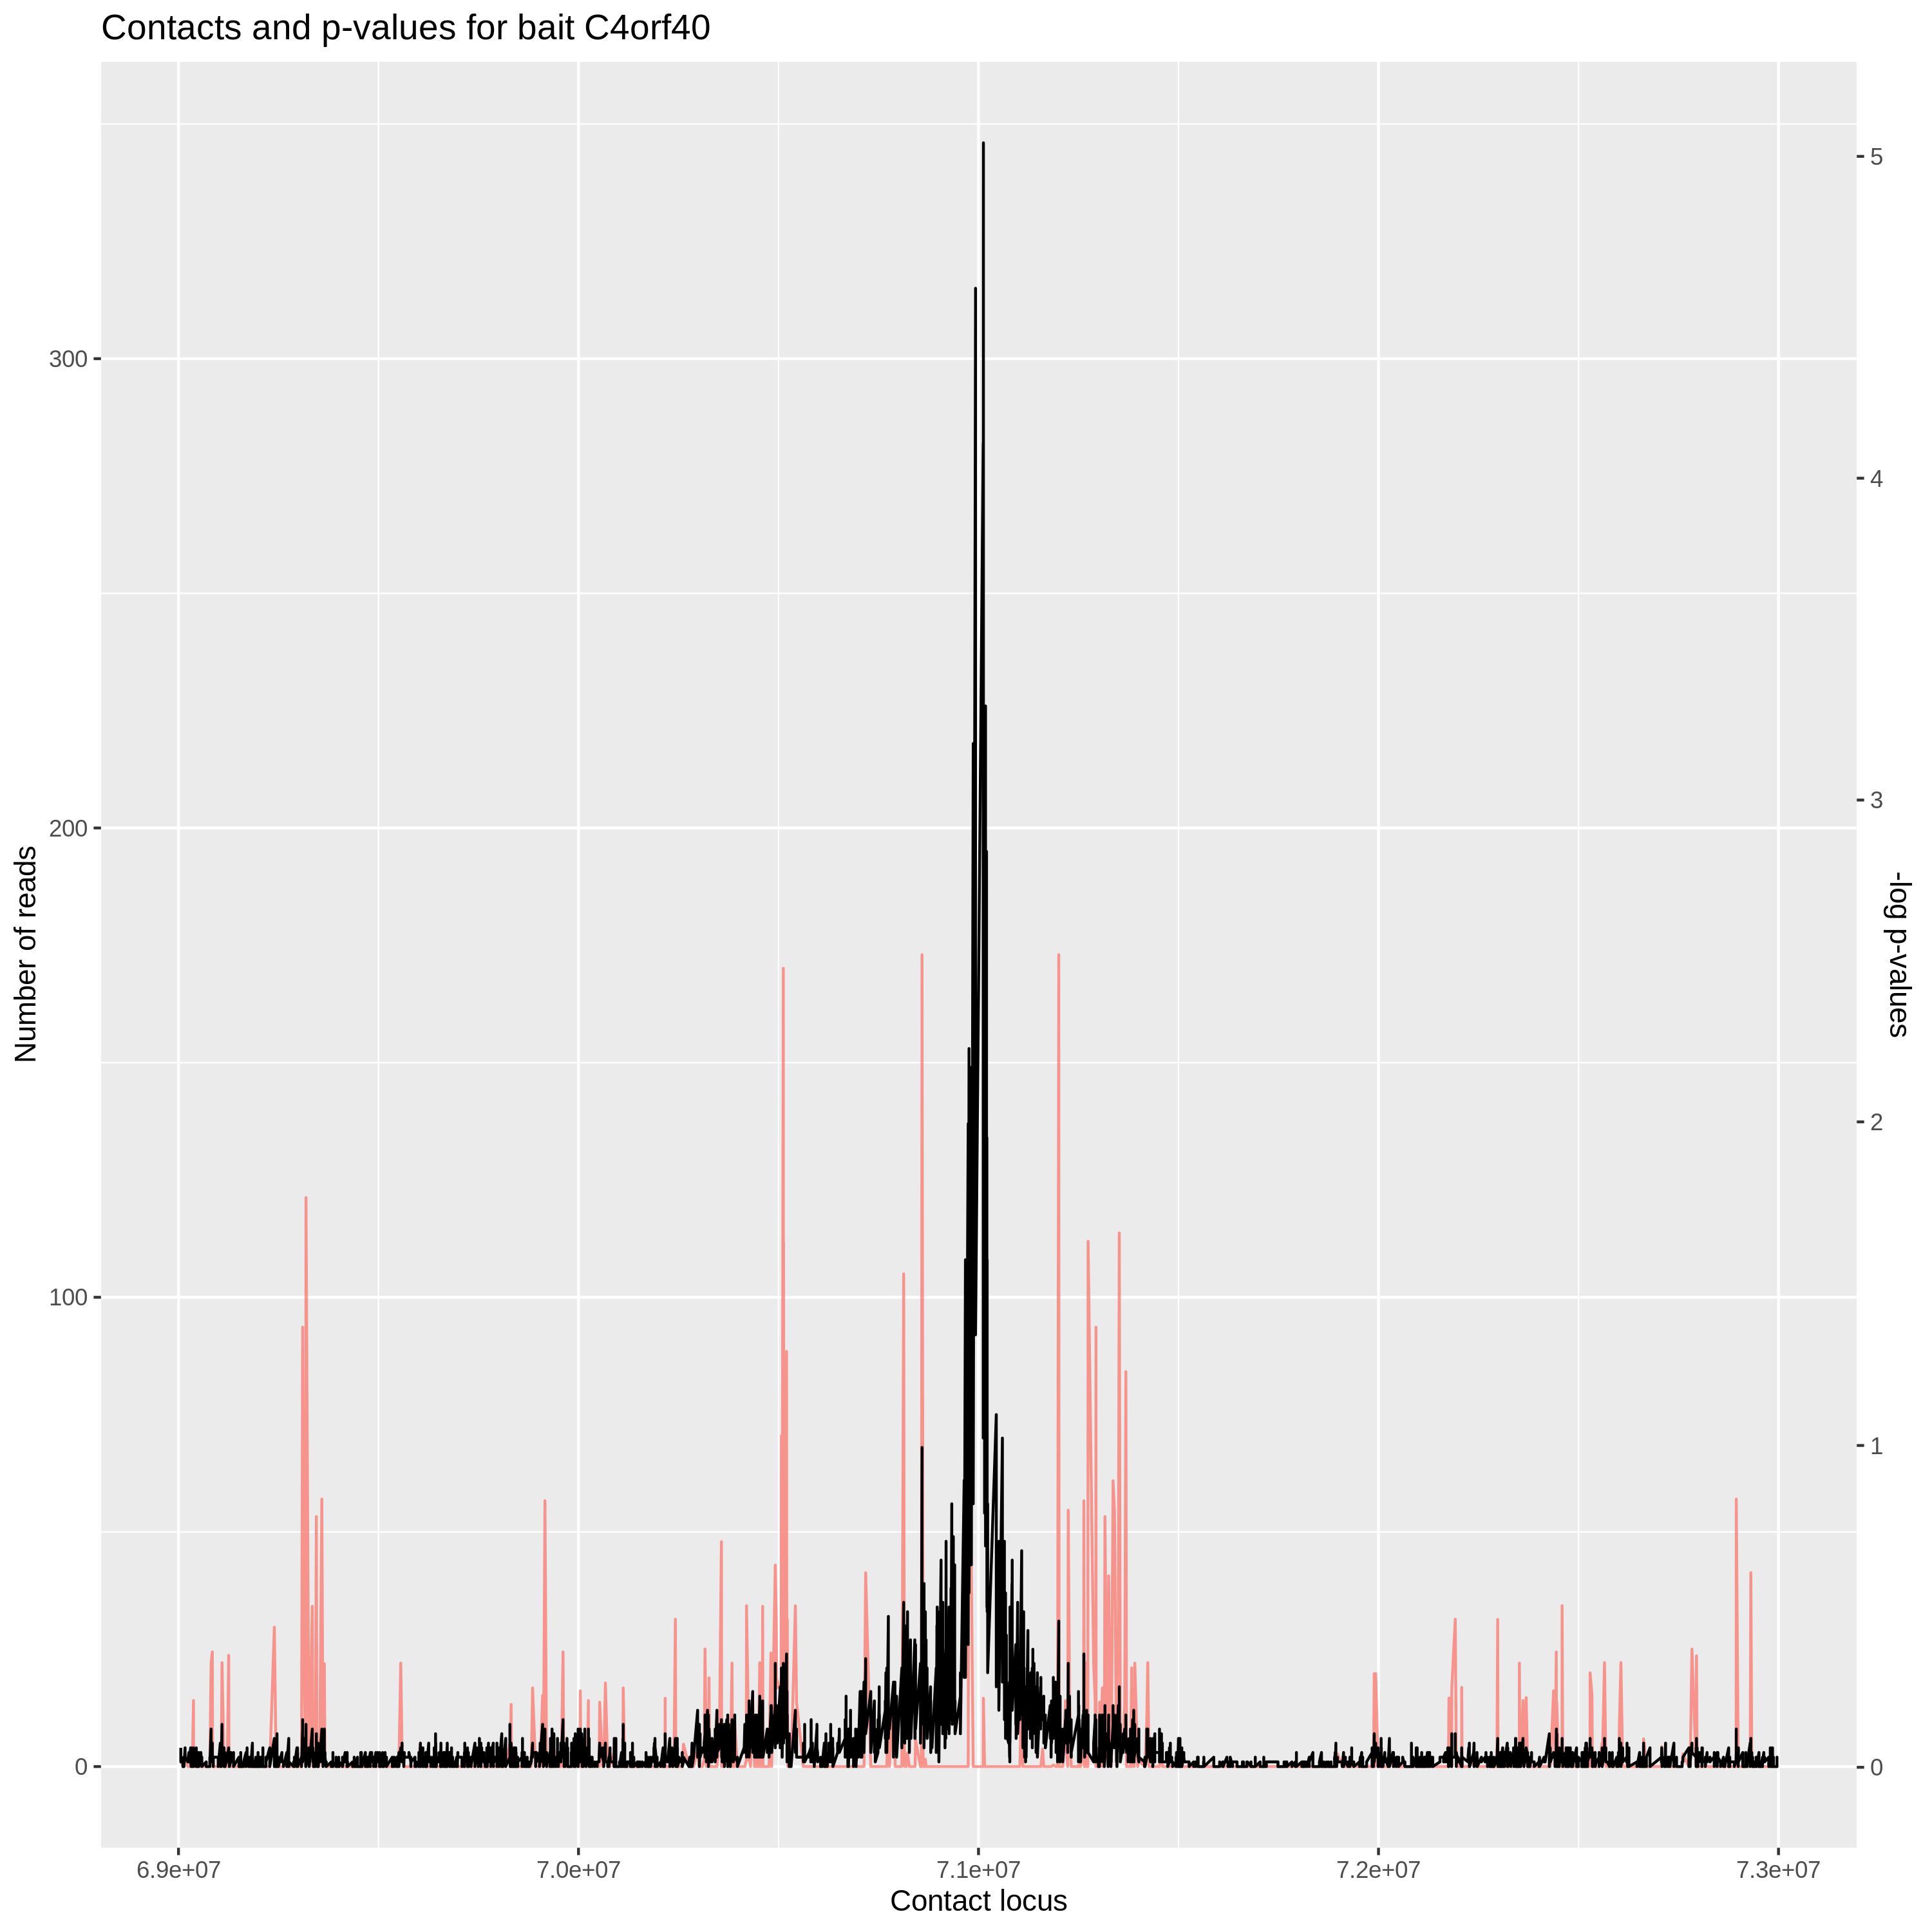 Contacts and p-values for bait C4orf40
300
200
100
0
5
4
3
2
1
0
Number of reads
-log p-values
6.9e+07
7.0e+07
7.1e+07
7.2e+07
7.3e+07
Contact locus